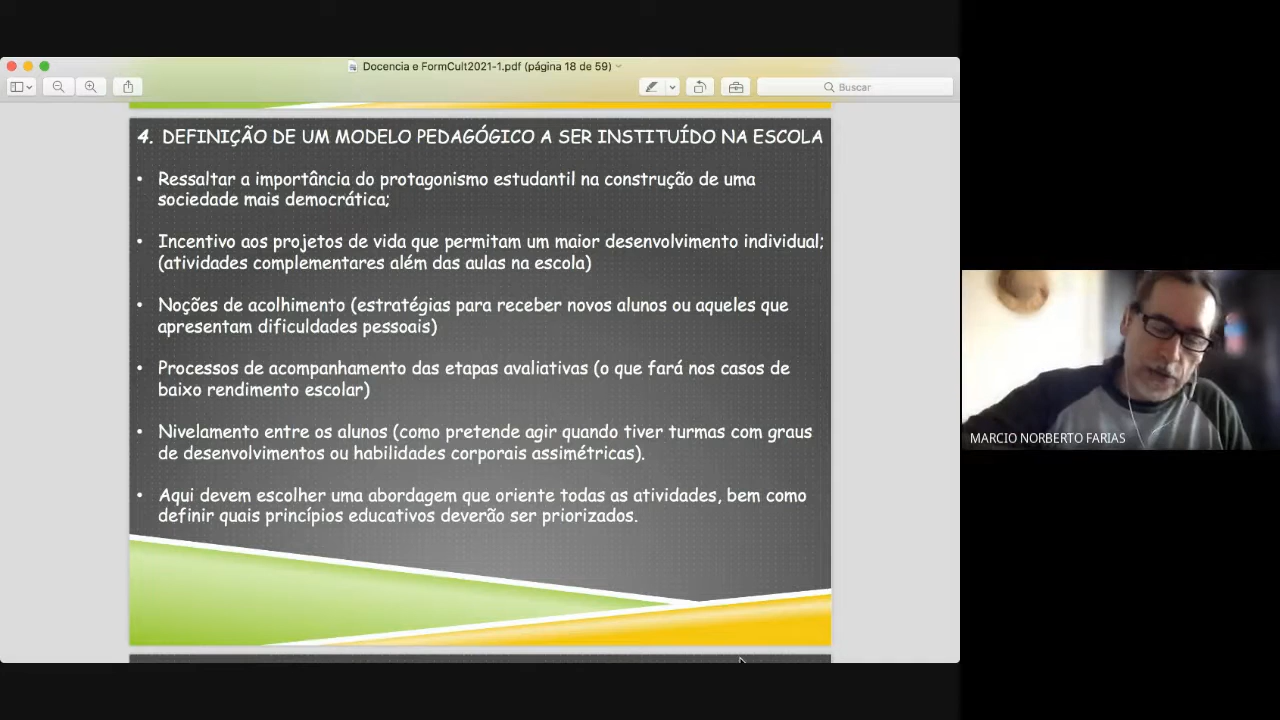 Docencia e FormCult2021-1.pdf (página 18 de 59)
Buscar
4. DEFINIÇÃO DE UM MODELO PEDAGÓGICO A SER INSTITUÍDO NA ESCOLA
• Ressaltar a importância do protagonismo estudantil na construção de uma
sociedade mais democrática;
• Incentivo aos projetos de vida que permitam um maior desenvolvimento individual;
(atividades complementares além das aulas na escola)
• Noções de acolhimento (estratégias para receber novos alunos ou aqueles que
apresentam dificuldades pessoais)
• Processos de acompanhamento das etapas avaliativas (o que fará nos casos de
baixo rendimento escolar)
• Nivelamento entre os alunos (como pretende agir quando tiver turmas com graus
de desenvolvimentos ou habilidades corporais assimétricas).
• Aqui devem escolher uma abordagem que oriente todas as atividades, bem como
definir quais princípios educativos deverão ser priorizados.
MARCIO NORBERTO FARIAS